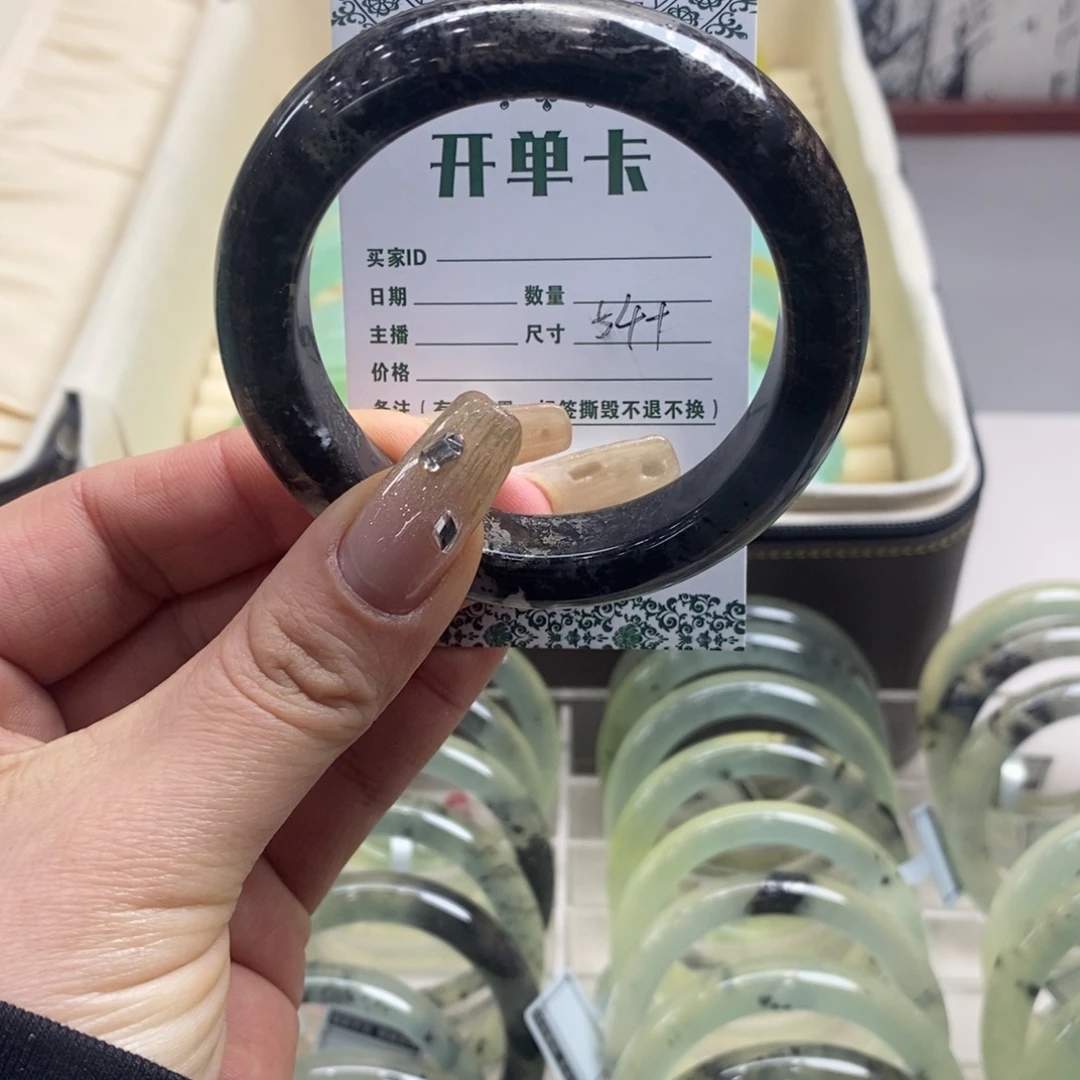 开单卡
买家ID
日期 数量
主播 尺寸 54+
价格
备注(有 签撕毁不退不换)